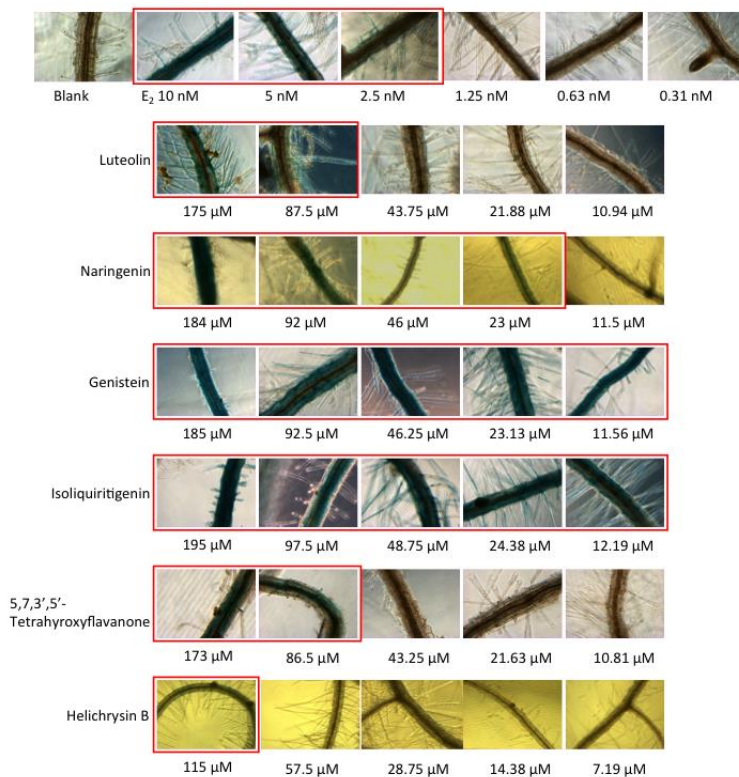 Blank E₂ 10 nM 5 nM 2.5 nM 1.25 nM 0.63 nM 0.31 nM
Luteolin
175 μM 87.5 μM 43.75 μM 21.88 μM 10.94 μM
Naringenin
184 μM 92 μM 46 μM 23 μM 11.5 μM
Genistein
185 μM 92.5 μM 46.25 μM 23.13 μM 11.56 μM
Isoliquiritigenin
195 μM 97.5 μM 48.75 μM 24.38 μM 12.19 μM
5,7,3′,5′-
Tetrahyroxyflavanone
173 μM 86.5 μM 43.25 μM 21.63 μM 10.81 μM
Helichrysin B
115 μM 57.5 μM 28.75 μM 14.38 μM 7.19 μM